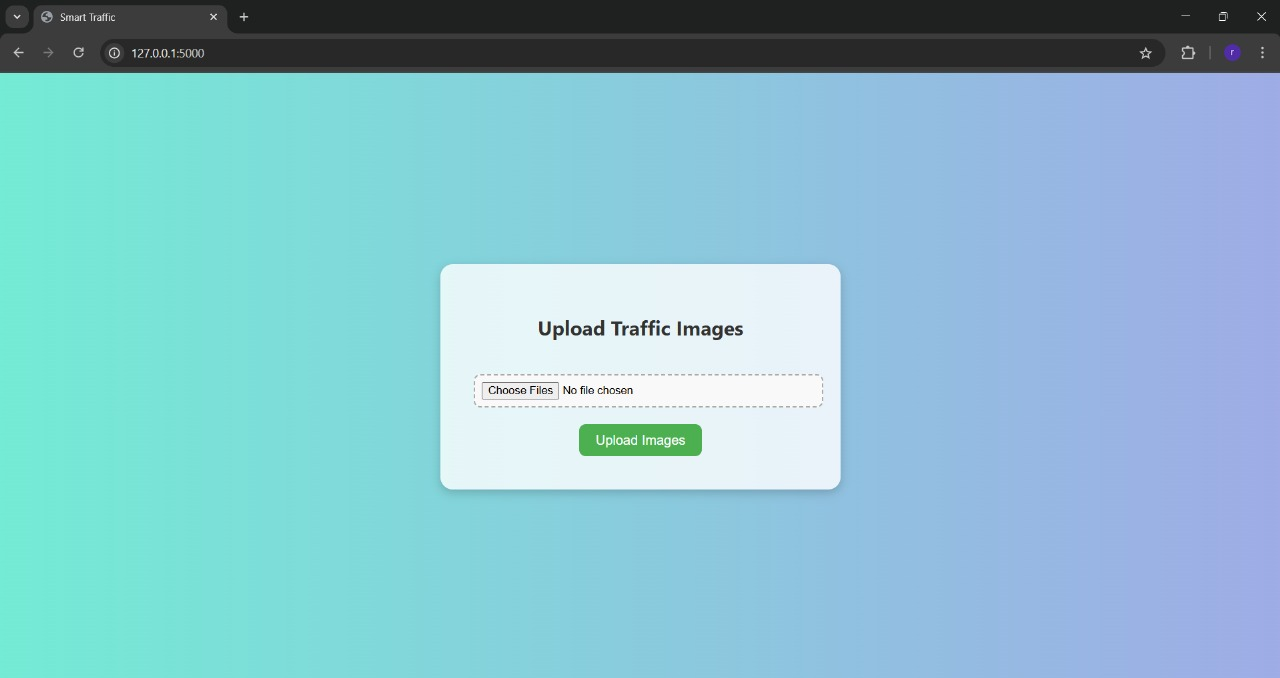 Smart Traffic
127.0.0.1:5000
r
Upload Traffic Images
Choose Files No file chosen
Upload Images